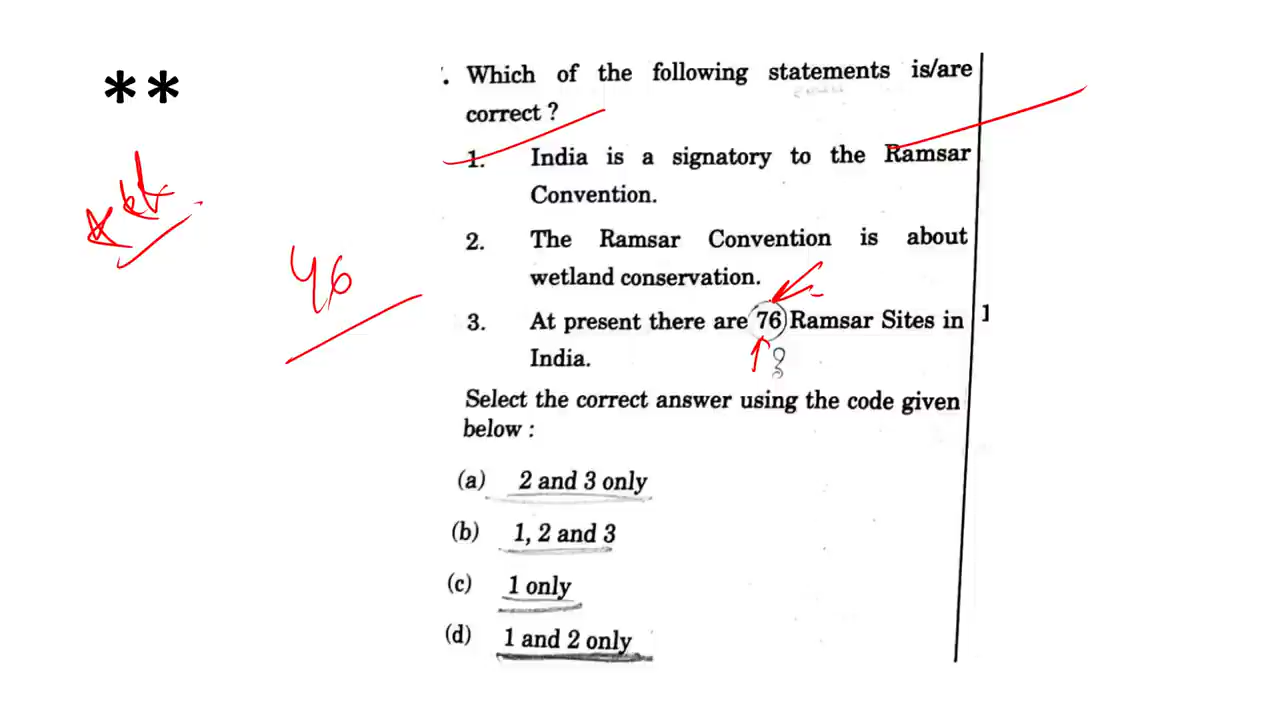 **
. Which of the following statements is/are
correct ?
1. India is a signatory to the Ramsar
Convention.
2. The Ramsar Convention is about
wetland conservation.
3. At present there are 76 Ramsar Sites in
India.
Select the correct answer using the code given
below :
(a) 2 and 3 only
(b) 1, 2 and 3
(c) 1 only
(d) 1 and 2 only
46